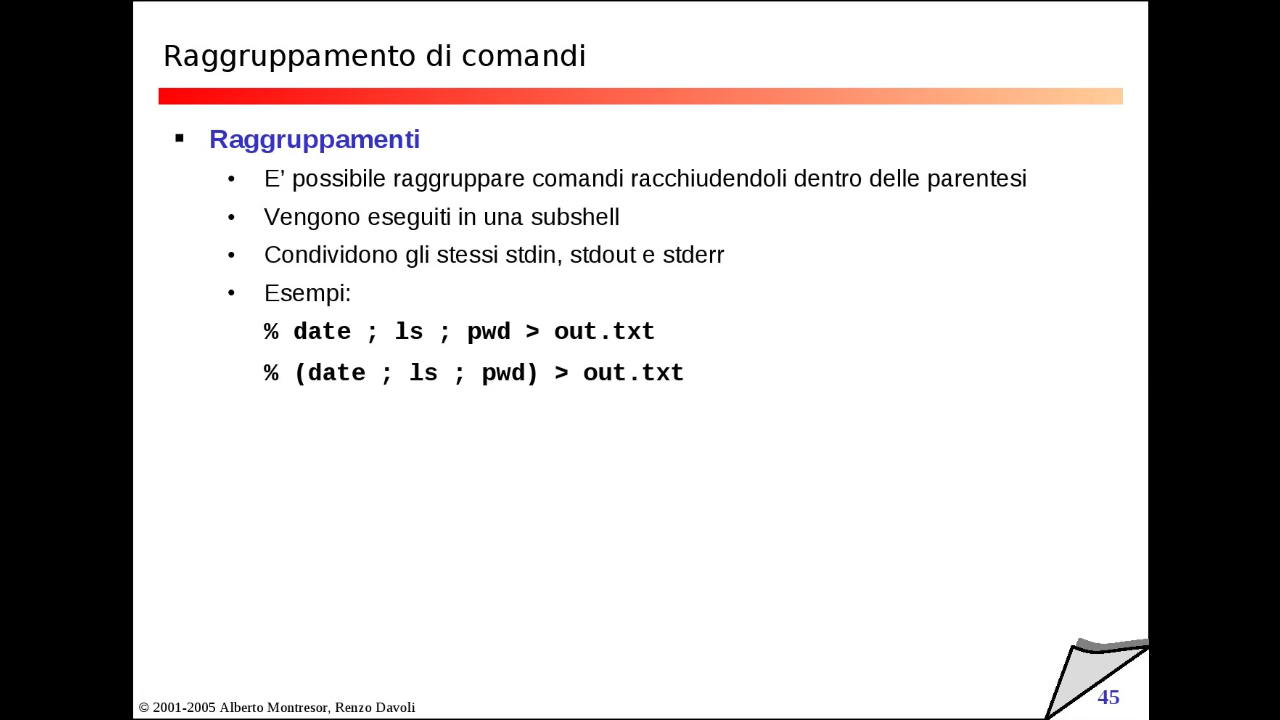 Raggruppamento di comandi
Raggruppamenti
E’ possibile raggruppare comandi racchiudendoli dentro delle parentesi
Vengono eseguiti in una subshell
Condividono gli stessi stdin, stdout e stderr
Esempi:
% date ; ls ; pwd > out.txt
% (date ; ls ; pwd) > out.txt
© 2001-2005 Alberto Montresor, Renzo Davoli
45